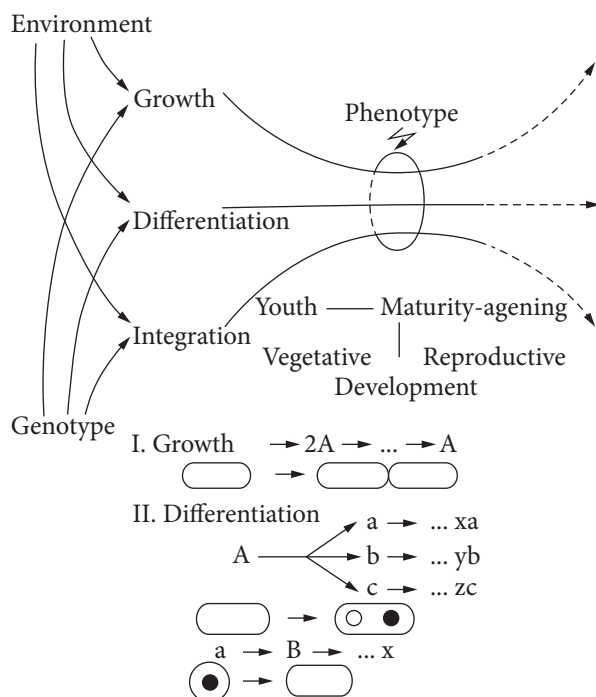 Environment
Growth
Phenotype
Differentiation
Youth Maturity-agening
Integration
Vegetative Reproductive
Development
Genotype
I. Growth 2A ... A
II. Differentiation
a ... xa
A b ... yb
c ... zc
a B ... x